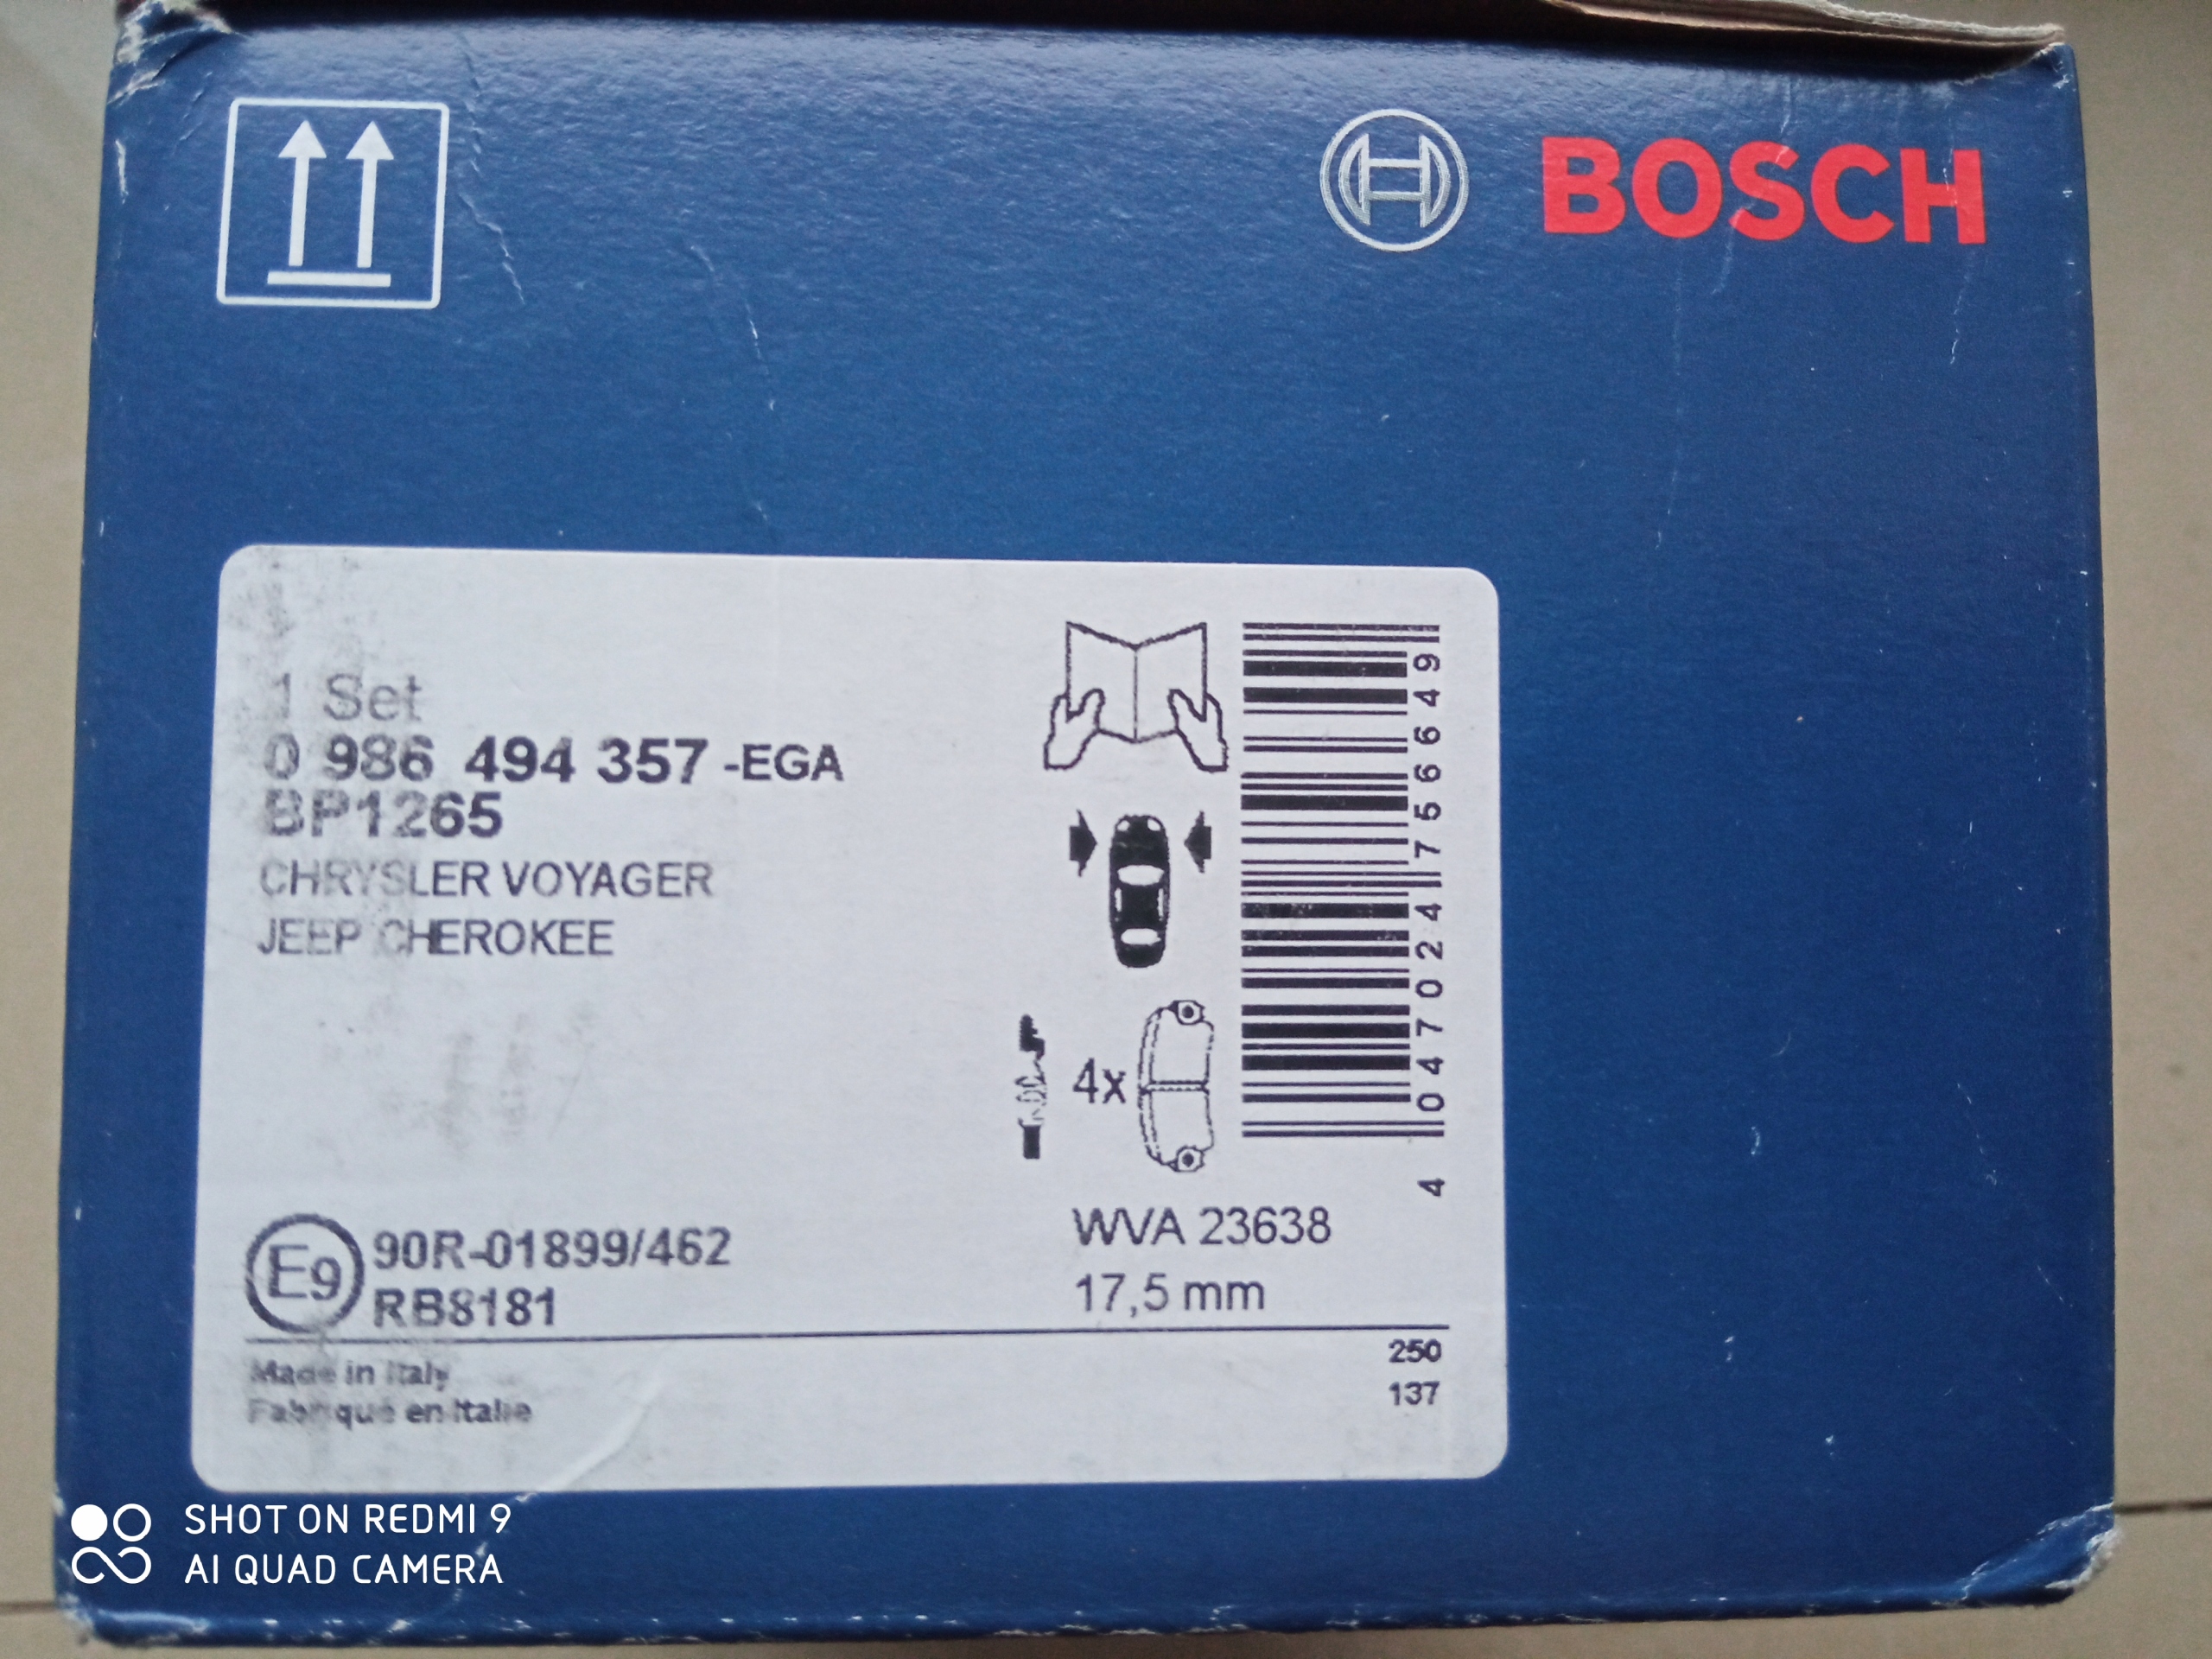 BOSCH
1 Set
0 986 494 357 -EGA
BP1265
CHRYSLER VOYAGER
JEEP CHEROKEE
4x
4 047024 756649
E9
90R-01899/462
RB8181
WVA 23638
17,5 mm
Made in Italy
Fabriqué en Italie
250
137
SHOT ON REDMI 9
AI QUAD CAMERA